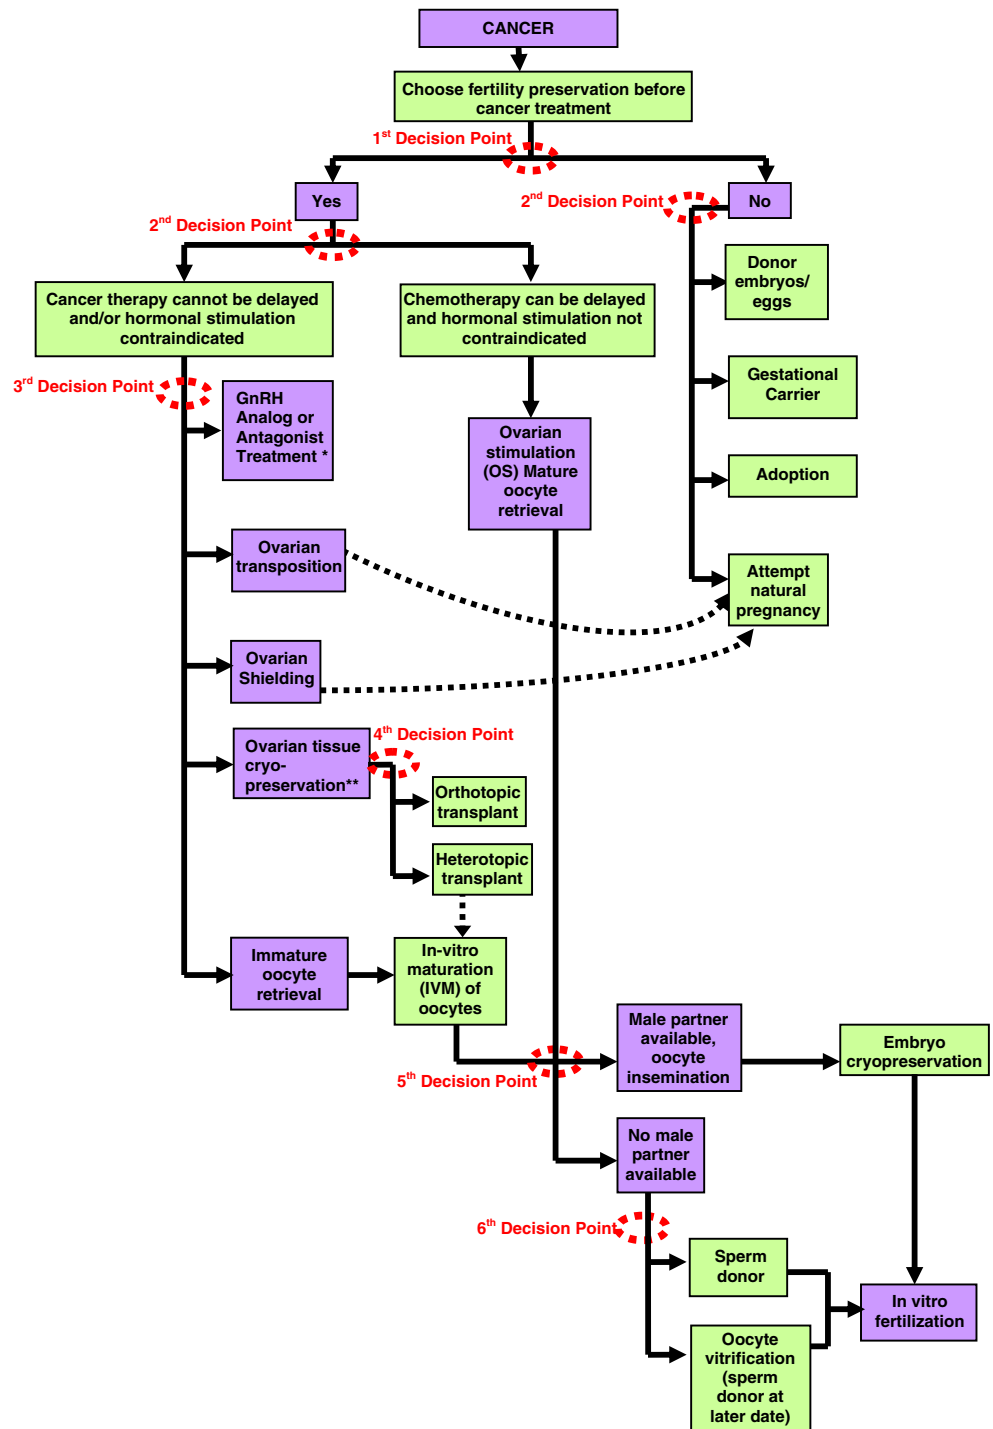 CANCER
Choose fertility preservation before
cancer treatment
1st Decision Point
Yes
No
2nd Decision Point
2nd Decision Point
Cancer therapy cannot be delayed
and/or hormonal stimulation
contraindicated
Chemotherapy can be delayed
and hormonal stimulation not
contraindicated
Donor
embryos/
eggs
3rd Decision Point
GnRH
Analog or
Antagonist
Treatment *
Gestational
Carrier
Ovarian
stimulation
(OS) Mature
oocyte
retrieval
Adoption
Ovarian
transposition
Attempt
natural
pregnancy
Ovarian
Shielding
Ovarian tissue
cryo-
preservation**
4th Decision Point
Orthotopic
transplant
Heterotopic
transplant
Immature
oocyte
retrieval
In-vitro
maturation
(IVM) of
oocytes
5th Decision Point
Male partner
available,
oocyte
insemination
Embryo
cryopreservation
No male
partner
available
6th Decision Point
Sperm
donor
In vitro
fertilization
Oocyte
vitrification
(sperm
donor at
later date)